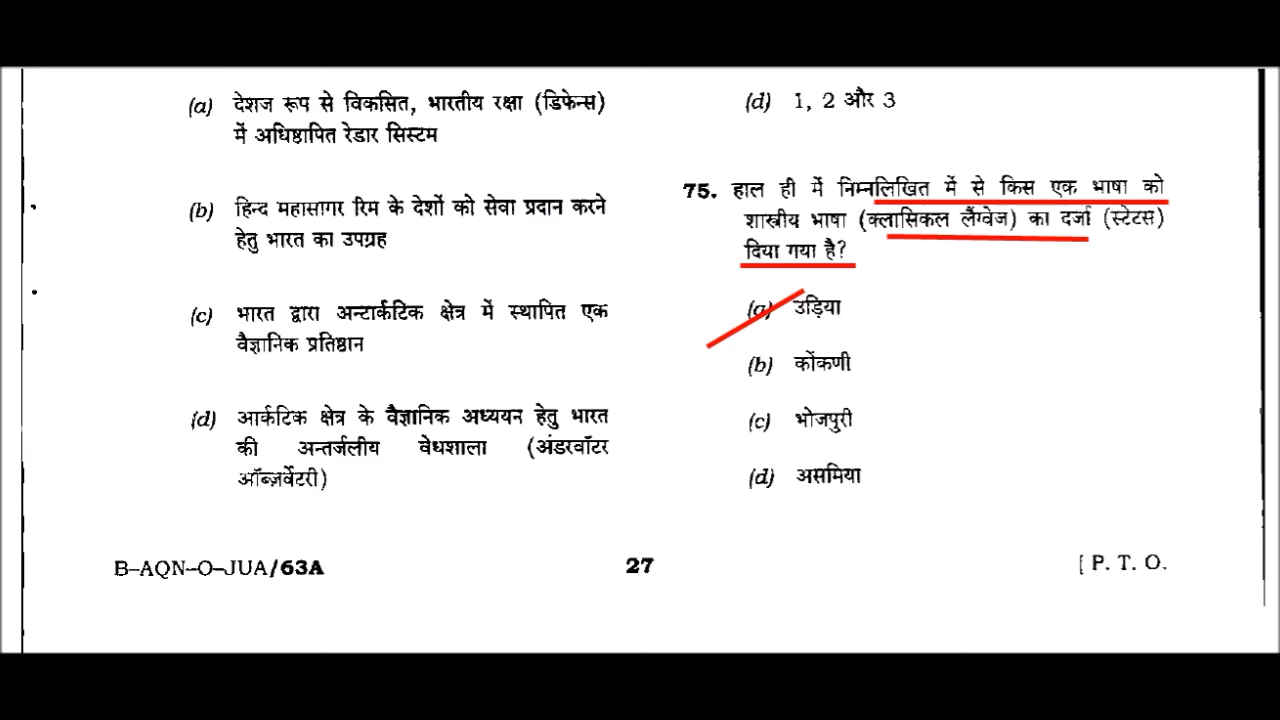 (a) देशज रूप से विकसित, भारतीय रक्षा (डिफेन्स)
में अधिष्ठापित रेडार सिस्टम
(b) हिन्द महासागर रिम के देशों को सेवा प्रदान करने
हेतु भारत का उपग्रह
(c) भारत द्वारा अन्टार्कटिक क्षेत्र में स्थापित एक
वैज्ञानिक प्रतिष्ठान
(d) आर्कटिक क्षेत्र के वैज्ञानिक अध्ययन हेतु भारत
की अन्तर्जलीय वेधशाला (अंडरवॉटर
ऑब्ज़र्वेटरी)
(d) 1, 2 और 3
75. हाल ही में निम्नलिखित में से किस एक भाषा को
शास्त्रीय भाषा (क्लासिकल लैंग्वेज) का दर्जा (स्टेटस)
दिया गया है?
(a) उड़िया
(b) कोंकणी
(c) भोजपुरी
(d) असमिया
B–AQN–O–JUA/63A
27
[ P. T. O.